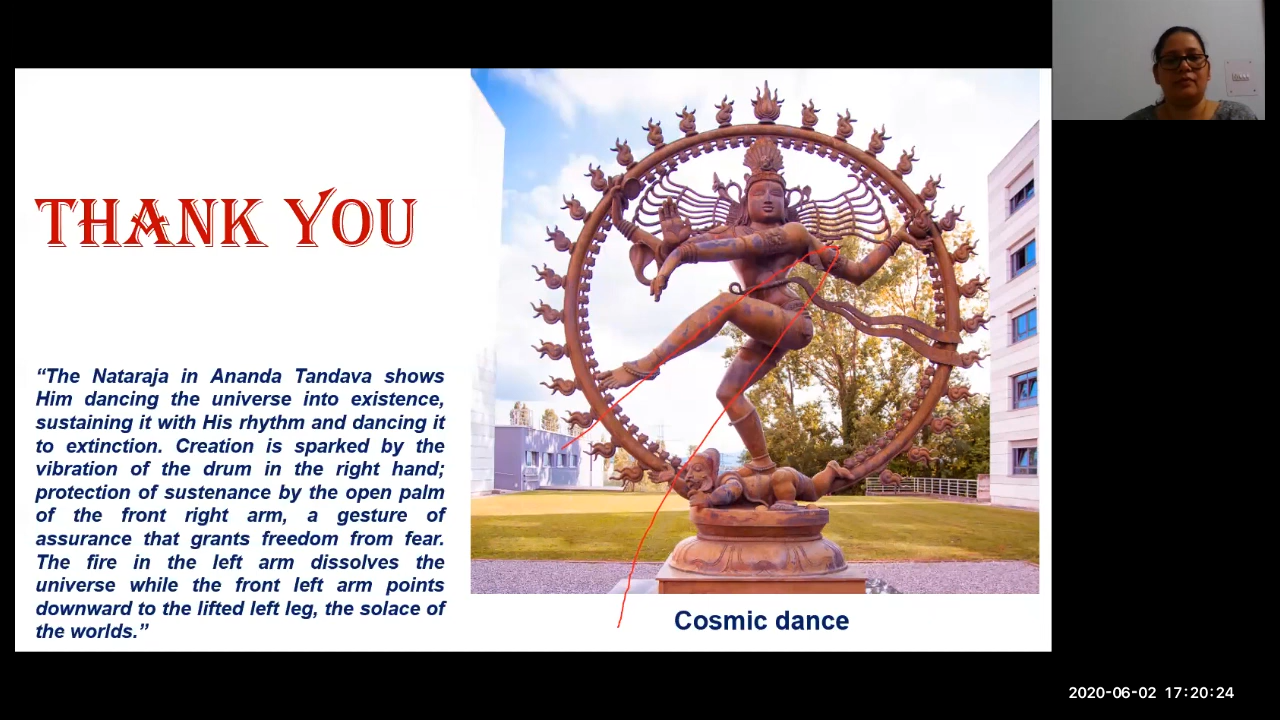 THANK YOU
“The Nataraja in Ananda Tandava shows
Him dancing the universe into existence,
sustaining it with His rhythm and dancing it
to extinction. Creation is sparked by the
vibration of the drum in the right hand;
protection of sustenance by the open palm
of the front right arm, a gesture of
assurance that grants freedom from fear.
The fire in the left arm dissolves the
universe while the front left arm points
downward to the lifted left leg, the solace of
the worlds.”
Cosmic dance
2020-06-02 17:20:24